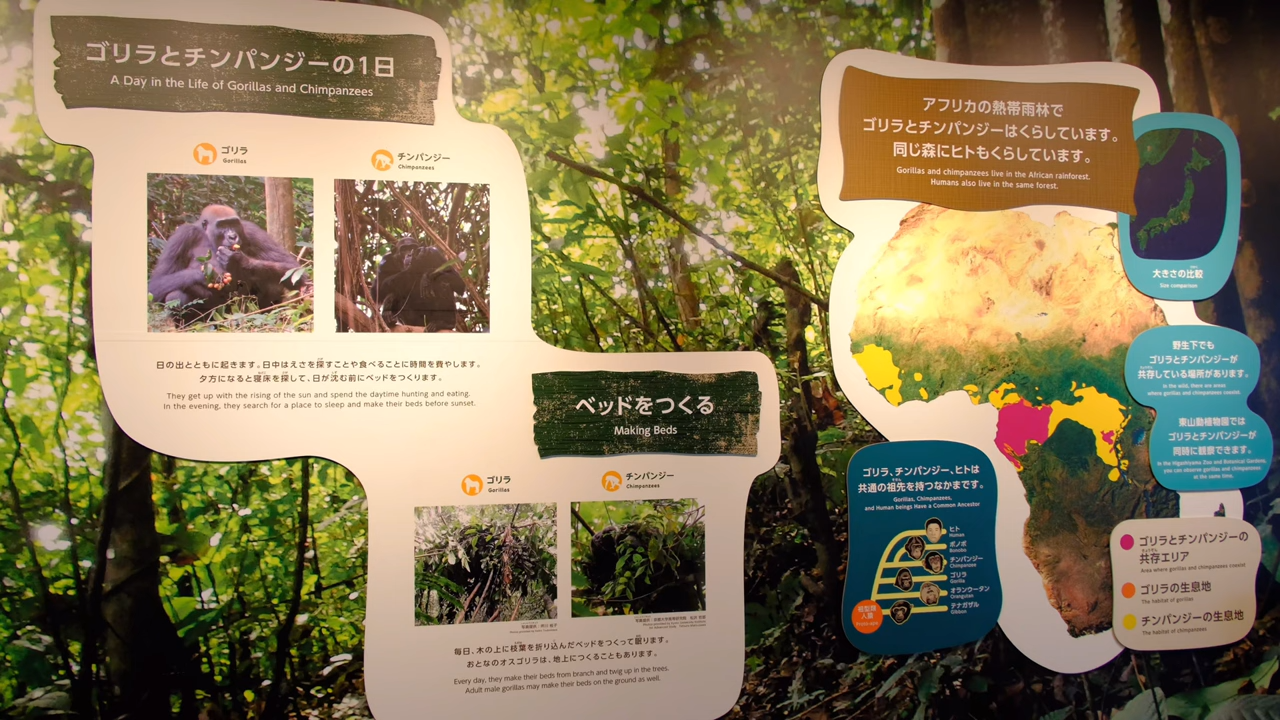 ゴリラとチンパンジーの1日
A Day in the Life of Gorillas and Chimpanzees
ゴリラ
Gorillas
チンパンジー
Chimpanzees
日の出とともに起きます。日中はえさを探すことや食べることに時間を費やします。
夕方になると寝床を探して、日が沈む前にベッドをつくります。
They get up with the rising of the sun and spend the daytime hunting and eating.
In the evening, they search for a place to sleep and make their beds before sunset.
ベッドをつくる
Making Beds
ゴリラ
Gorillas
チンパンジー
Chimpanzees
毎日、木の上に枝葉を折り込んだベッドをつくって眠ります。
おとなのオスゴリラは、地上につくることもあります。
Every day, they make their beds from branch and twig up in the trees.
Adult male gorillas may make their beds on the ground as well.
アフリカの熱帯雨林で
ゴリラとチンパンジーはくらしています。
同じ森にヒトもくらしています。
Gorillas and chimpanzees live in the African rainforest.
Humans also live in the same forest.
大きさの比較
Size comparison
野生下でも
ゴリラとチンパンジーが
共存している場所があります。
In the wild, there are areas
where gorillas and chimpanzees coexist.
東山動植物園では
ゴリラとチンパンジーが
同時に観察できます。
In the Higashiyama Zoo and Botanical Gardens,
you can observe gorillas and chimpanzees
at the same time.
ゴリラ、チンパンジー、ヒトは
共通の祖先を持つなかまです。
Gorillas, Chimpanzees,
and Human beings Have a Common Ancestor
ヒト
Human
ボノボ
Bonobo
チンパンジー
Chimpanzee
ゴリラ
Gorilla
オランウータン
Orangutan
テナガザル
Gibbon
類人猿
ゴリラとチンパンジーの
共存エリア
Area where gorillas and chimpanzees coexist
ゴリラの生息地
The habitat of gorillas
チンパンジーの生息地
The habitat of chimpanzees